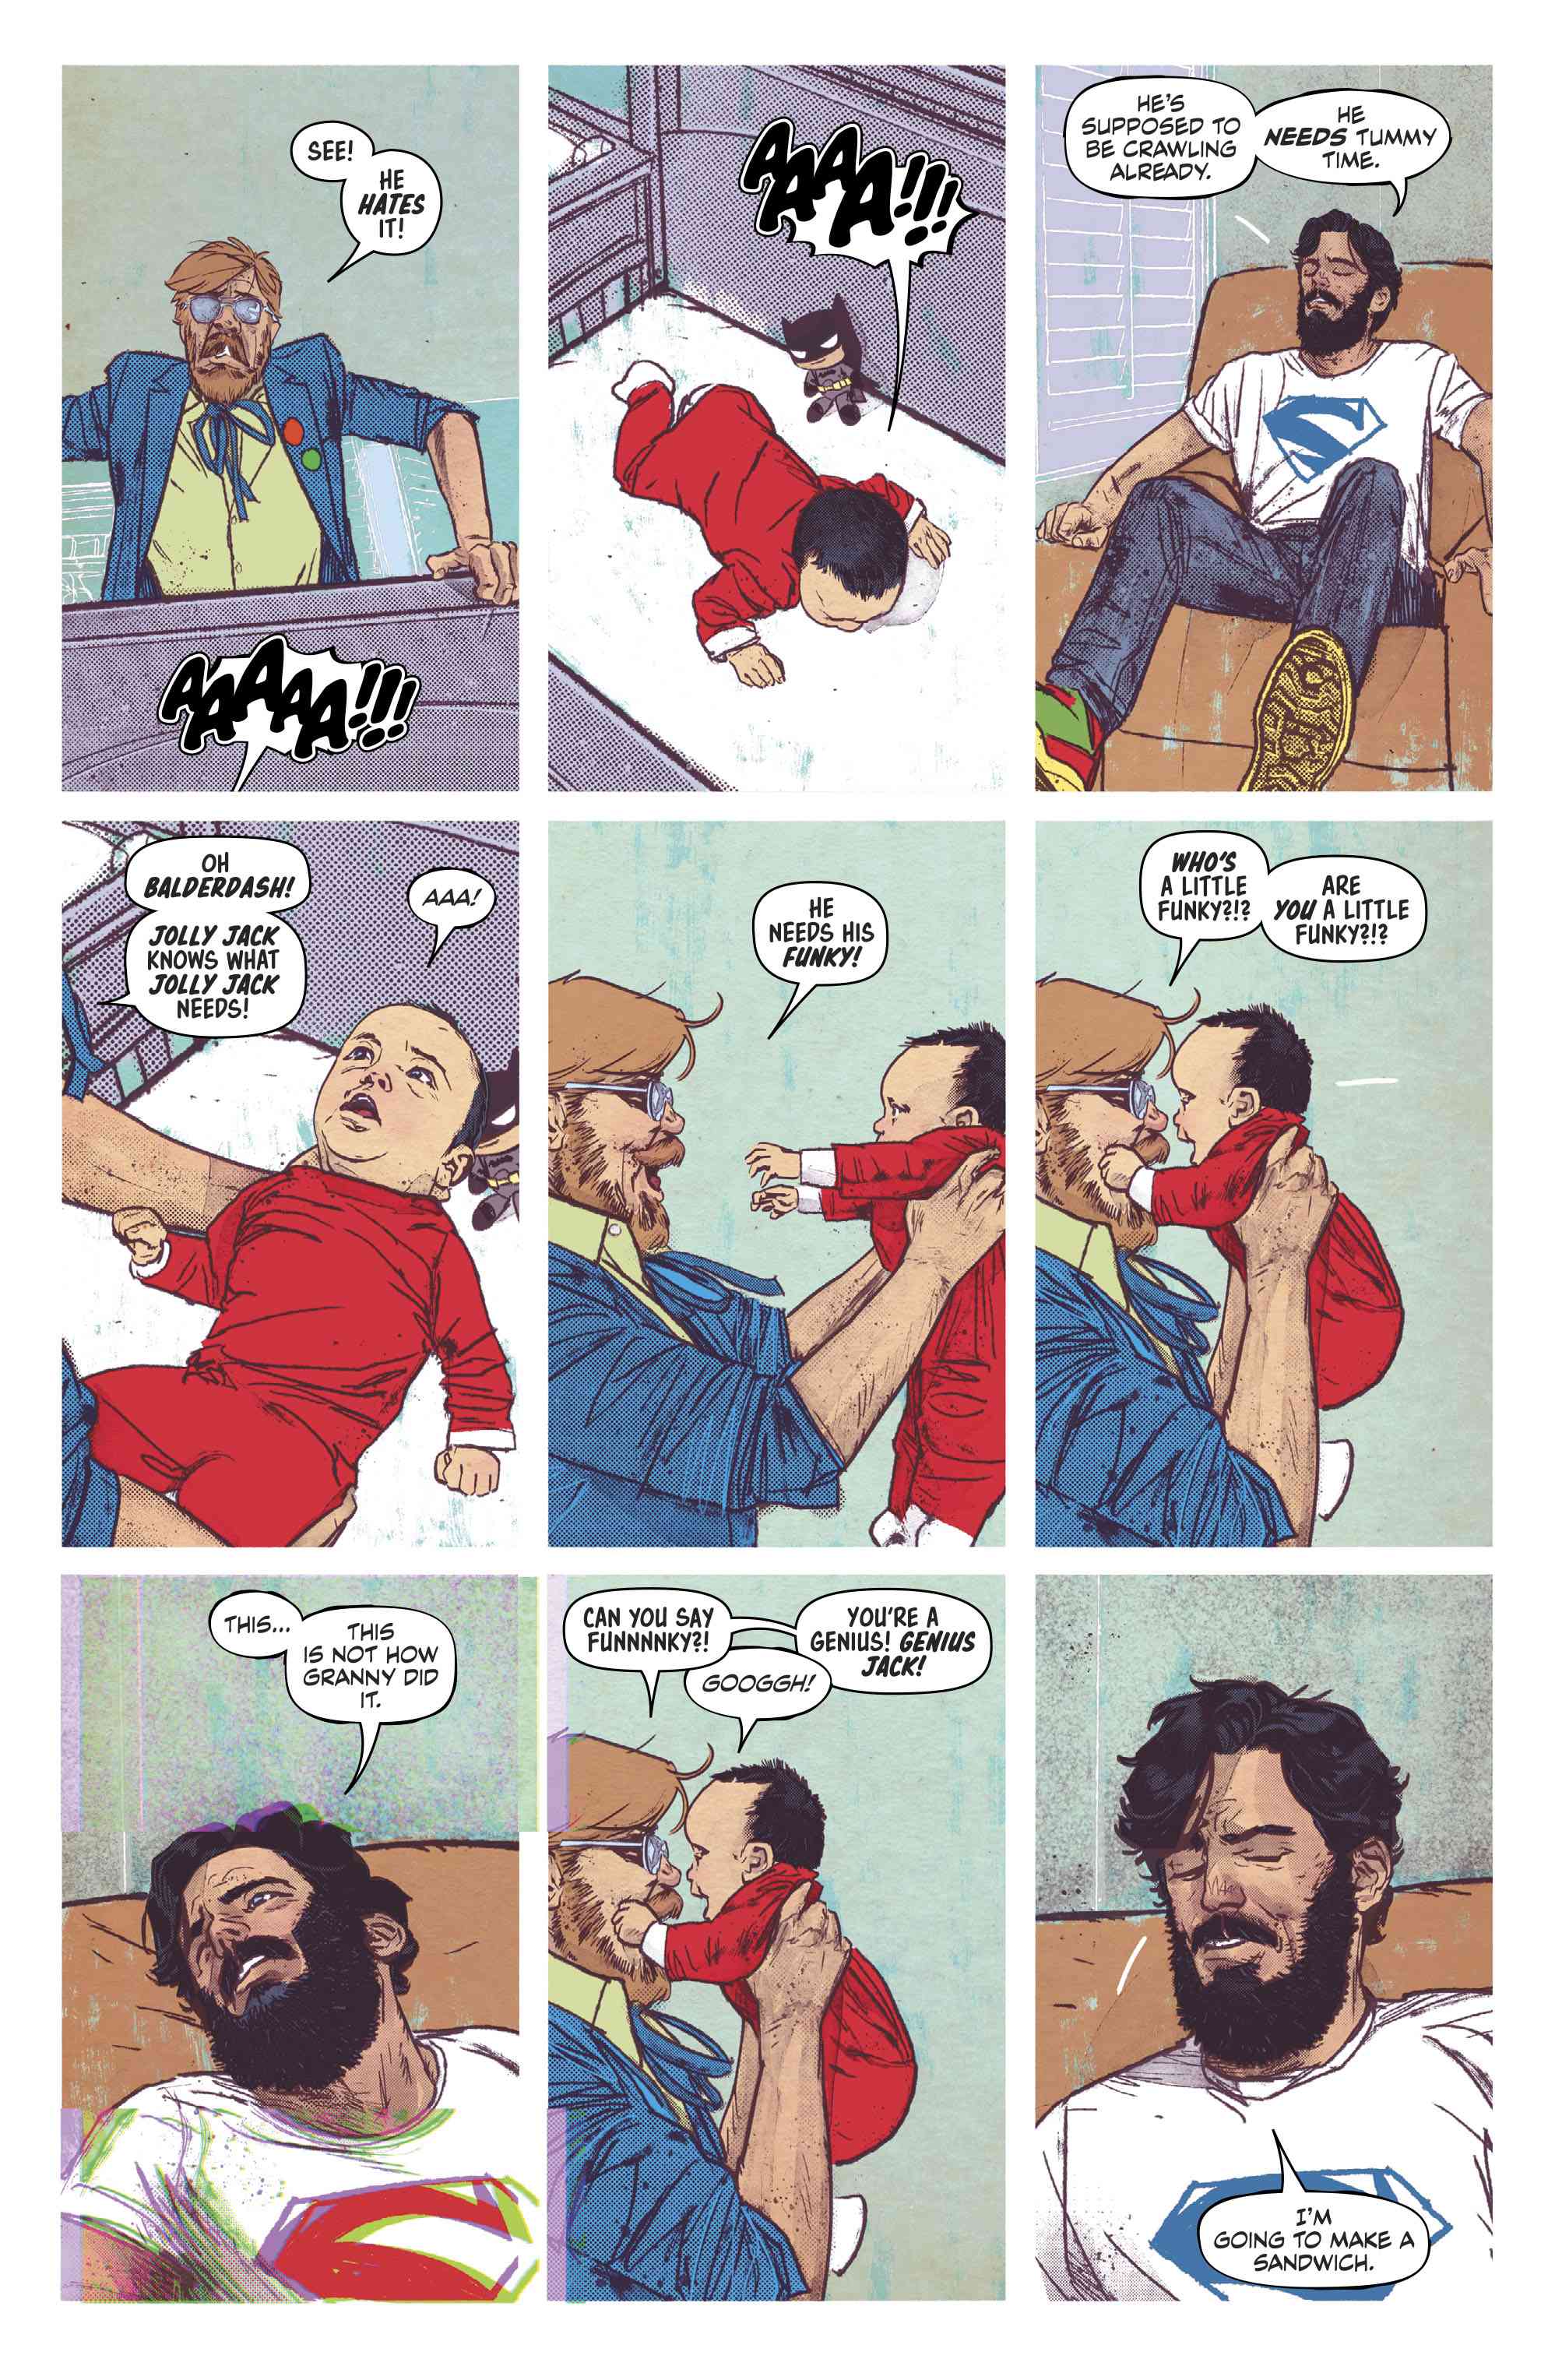 SEE!
HE
HATES
IT!
AAAAA!!!
AAAA!!!
HE'S
SUPPOSED TO
BE CRAWLING
ALREADY.
HE
NEEDS TUMMY
TIME.
OH
BALDERDASH!
JOLLY JACK
KNOWS WHAT
JOLLY JACK
NEEDS!
AAA!
HE
NEEDS HIS
FUNKY!
WHO'S
A LITTLE
FUNKY?!?
ARE
YOU A LITTLE
FUNKY?!?
THIS...
THIS
IS NOT HOW
GRANNY DID
IT.
CAN YOU SAY
FUNNNNKY?!
GOOGGH!
YOU'RE A
GENIUS! GENIUS
JACK!
I'M
GOING TO MAKE A
SANDWICH.